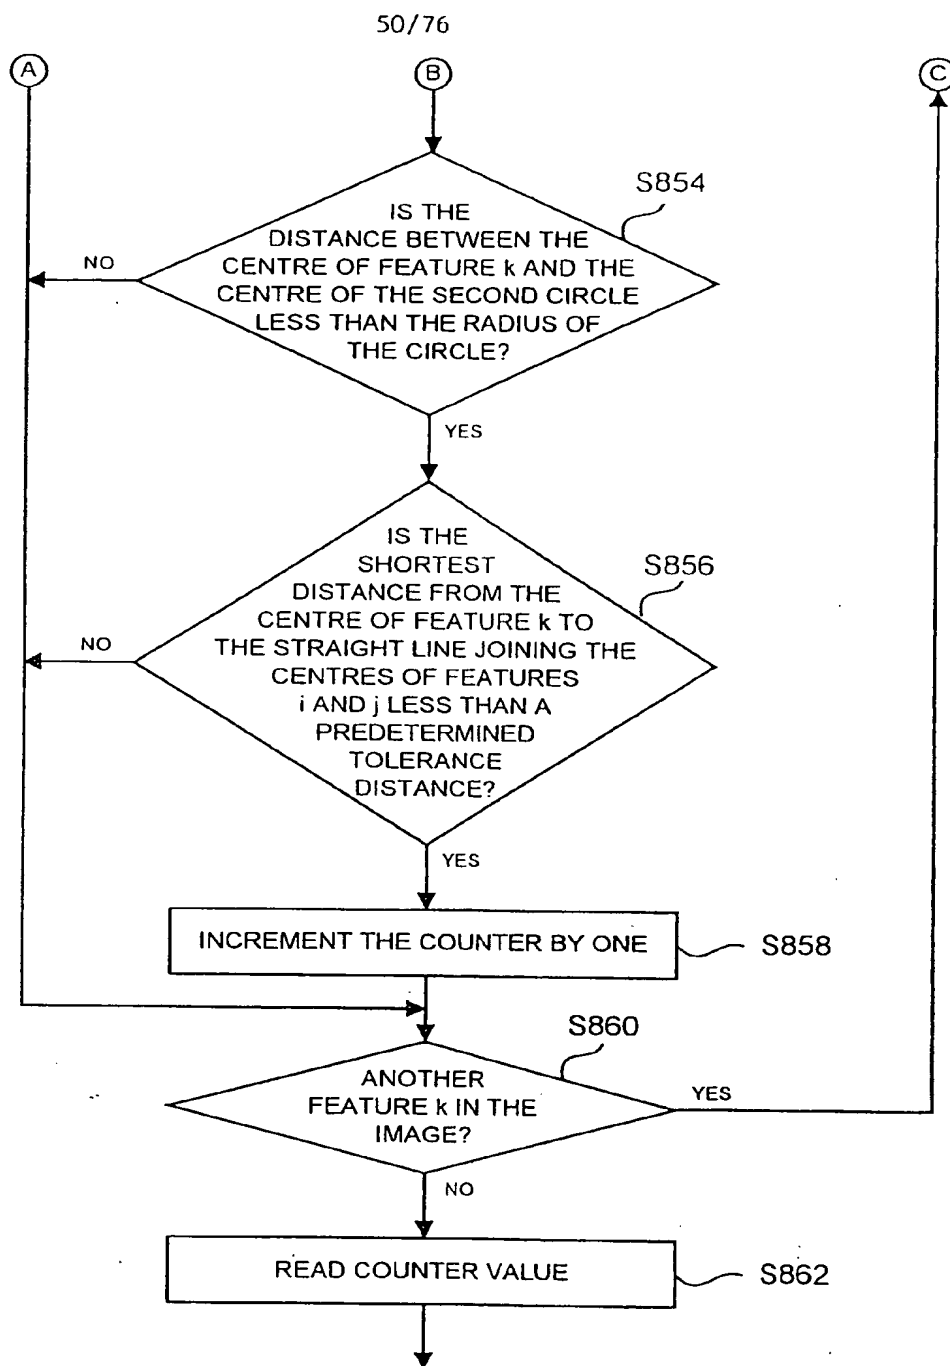 50/76
A
B
C
S854
IS THE
DISTANCE BETWEEN THE
CENTRE OF FEATURE k AND THE
CENTRE OF THE SECOND CIRCLE
LESS THAN THE RADIUS OF
THE CIRCLE?
NO
YES
S856
IS THE
SHORTEST
DISTANCE FROM THE
CENTRE OF FEATURE k TO
THE STRAIGHT LINE JOINING THE
CENTRES OF FEATURES
i AND j LESS THAN A
PREDETERMINED
TOLERANCE
DISTANCE?
NO
YES
INCREMENT THE COUNTER BY ONE
S858
S860
ANOTHER
FEATURE k IN THE
IMAGE?
YES
NO
READ COUNTER VALUE
S862